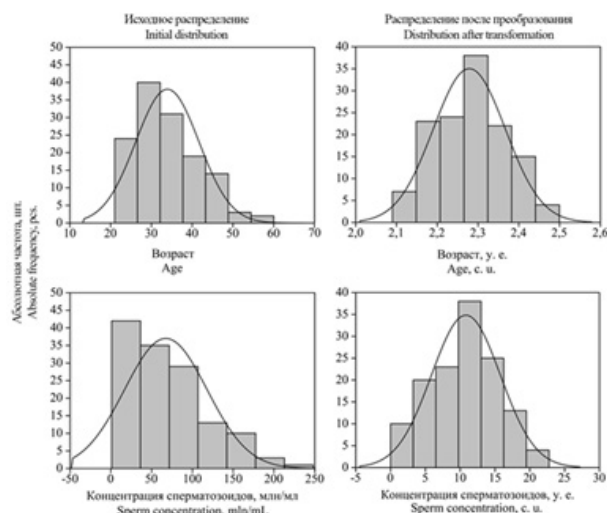 Исходное распределение
Initial distribution
Распределение после преобразования
Distribution after transformation
Абсолютная частота, шт.
Absolute frequency, pcs.
50
45
40
35
30
25
20
15
10
5
0
10 20 30 40 50 60 70
Возраст
Age
40
35
30
25
20
15
10
5
0
2,0 2,1 2,2 2,3 2,4 2,5 2,6
Возраст, у. е.
Age, c. u.
50
45
40
35
30
25
20
15
10
5
0
-50 0 50 100 150 200 250
Концентрация сперматозоидов, млн/мл
Sperm concentration, mln/mL
40
35
30
25
20
15
10
5
0
-5 0 5 10 15 20 25 30
Концентрация сперматозоидов, у. е.
Sperm concentration, c. u.